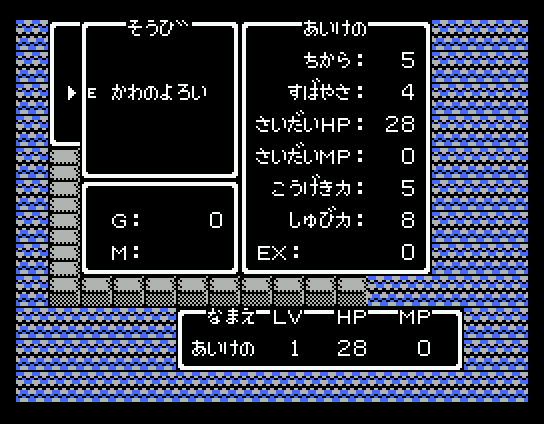 そうび
E かわのよろい
G: 0
M:
あいけの
ちから: 5
すばやさ: 4
さいだいHP: 28
さいだいMP: 0
こうげき力: 5
しゅび力: 8
EX: 0
なまえ LV HP MP
あいけの 1 28 0